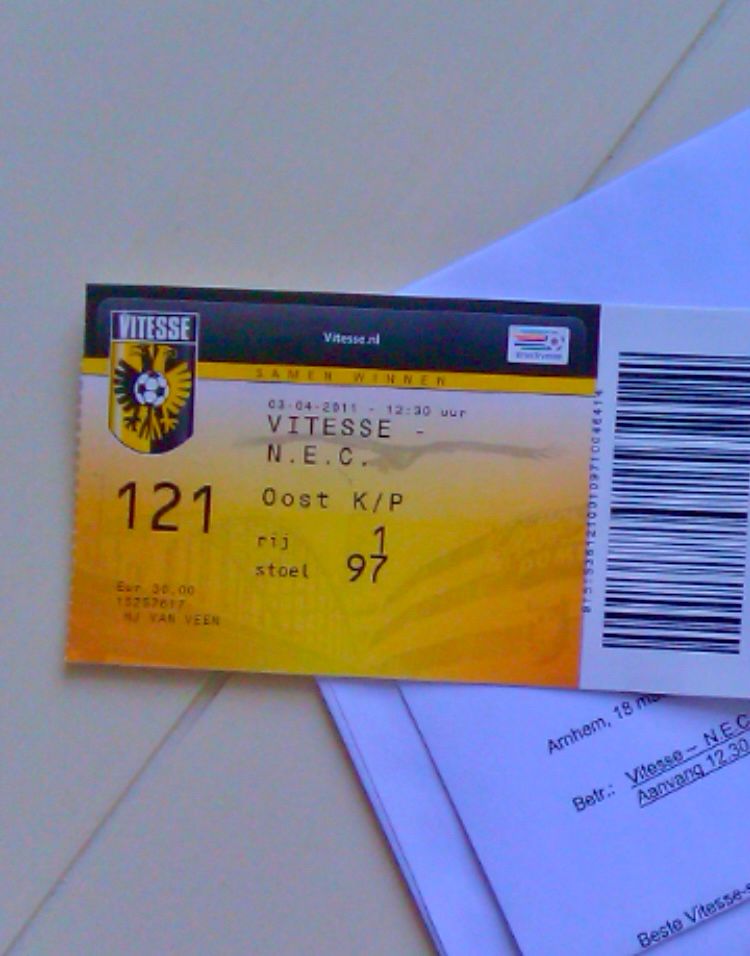 VITESSE
Vitesse.nl
SAMEN WINNEN
03-04-2011 - 12:30 uur
VITESSE -
N.E.C.
121
Oost K/P
rij 1
stoel 97
Eur 30,00
15257617
MJ VAN VEEN
Arnhem, 18
Betr.: Vitesse – N.E.C
Aanvang 12.30
Beste Vitesse-s